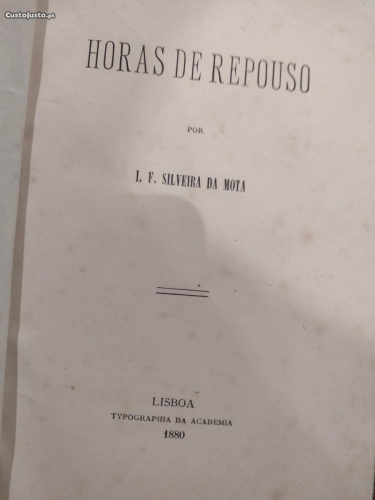 CustoJusto.pt
HORAS DE REPOUSO
POR
I. F. SILVEIRA DA MOTA
LISBOA
TYPOGRAPHIA DA ACADEMIA
1880